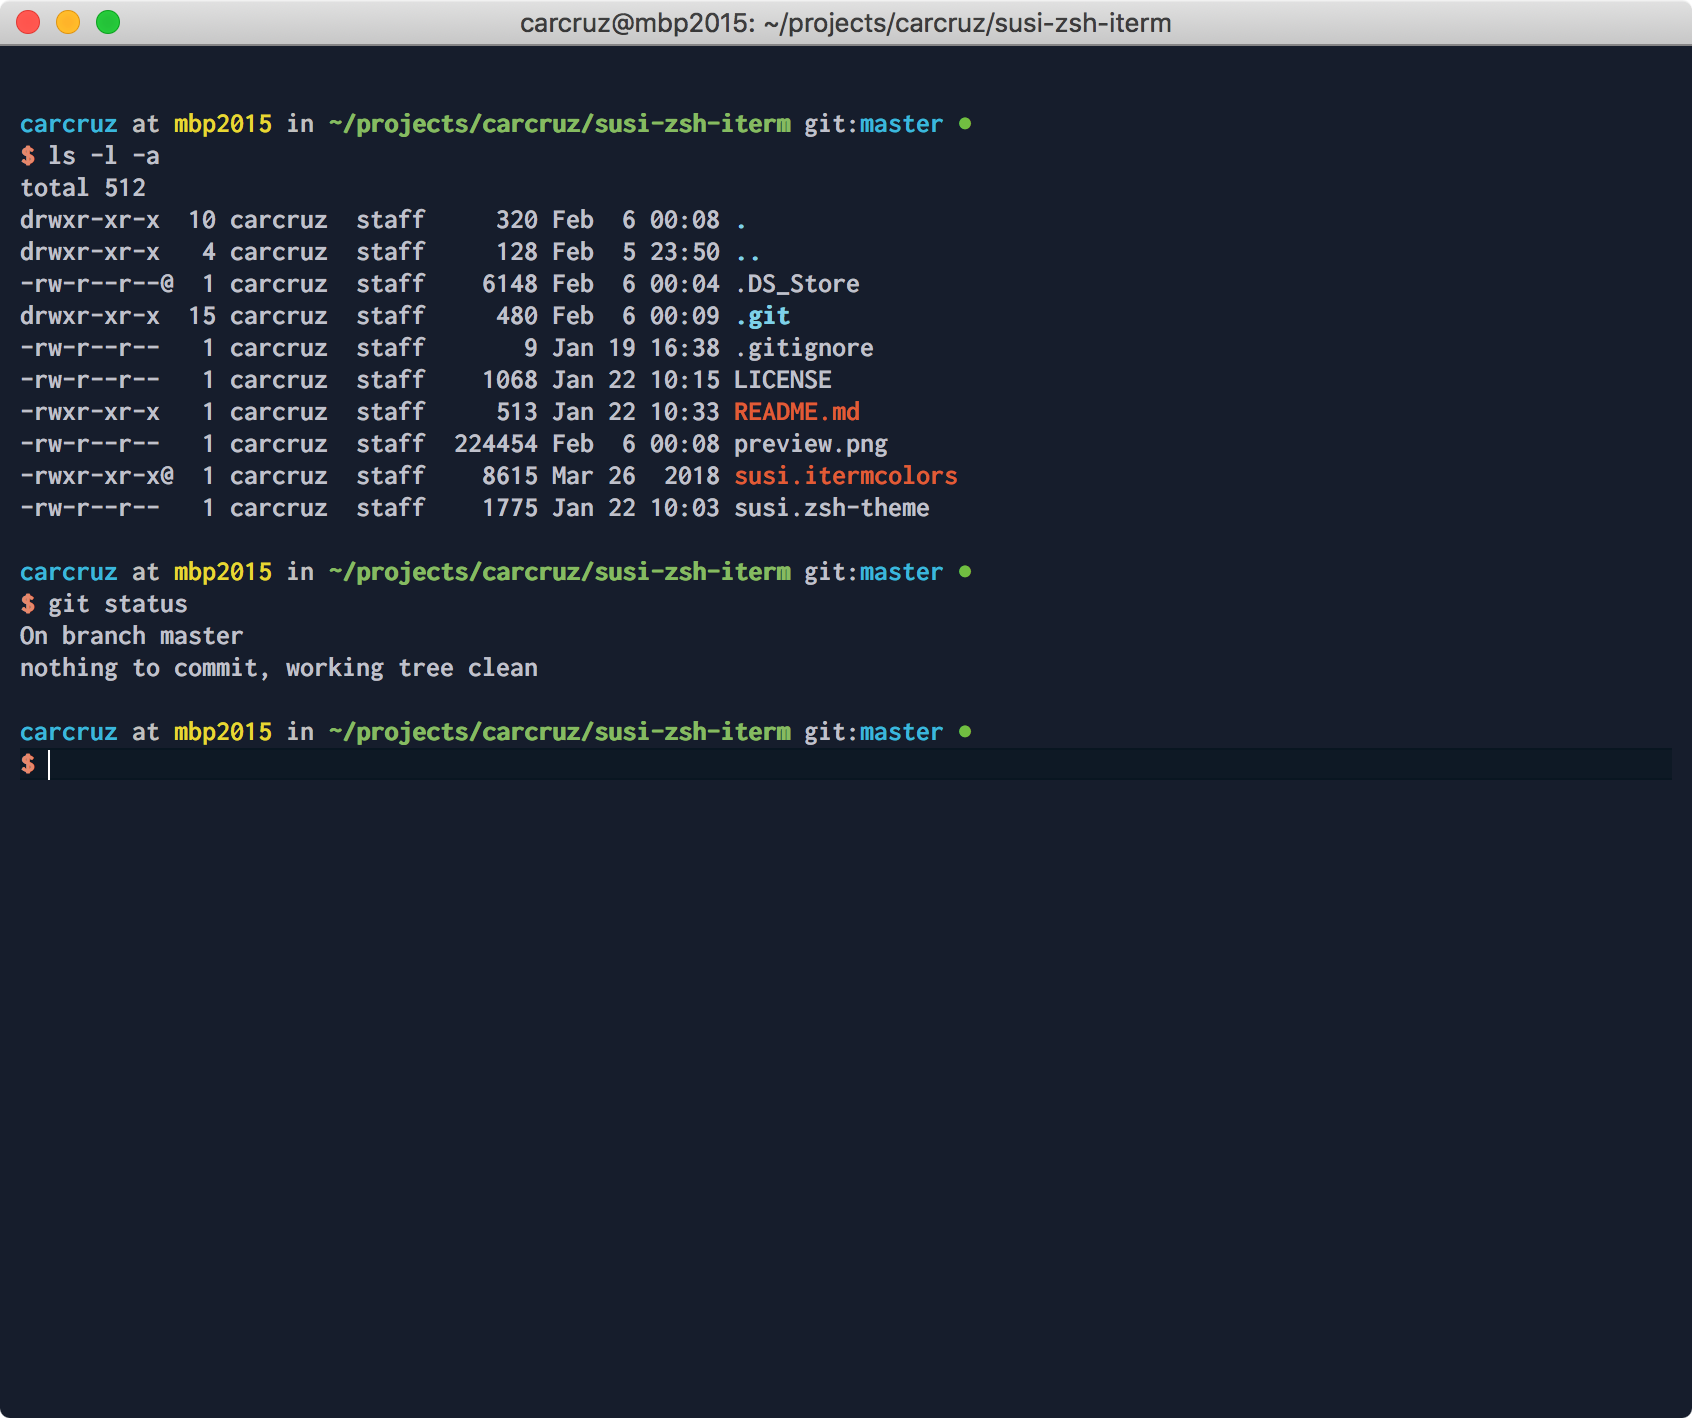 carcruz@mbp2015: ~/projects/carcruz/susi-zsh-iterm
carcruz at mbp2015 in ~/projects/carcruz/susi-zsh-iterm git:master ●
$ ls -l -a
total 512
drwxr-xr-x  10 carcruz  staff     320 Feb  6 00:08 .
drwxr-xr-x   4 carcruz  staff     128 Feb  5 23:50 ..
-rw-r--r--@  1 carcruz  staff    6148 Feb  6 00:04 .DS_Store
drwxr-xr-x  15 carcruz  staff     480 Feb  6 00:09 .git
-rw-r--r--   1 carcruz  staff       9 Jan 19 16:38 .gitignore
-rw-r--r--   1 carcruz  staff    1068 Jan 22 10:15 LICENSE
-rwxr-xr-x   1 carcruz  staff     513 Jan 22 10:33 README.md
-rw-r--r--   1 carcruz  staff  224454 Feb  6 00:08 preview.png
-rwxr-xr-x@  1 carcruz  staff    8615 Mar 26  2018 susi.itermcolors
-rw-r--r--   1 carcruz  staff    1775 Jan 22 10:03 susi.zsh-theme
carcruz at mbp2015 in ~/projects/carcruz/susi-zsh-iterm git:master ●
$ git status
On branch master
nothing to commit, working tree clean
carcruz at mbp2015 in ~/projects/carcruz/susi-zsh-iterm git:master ●
$